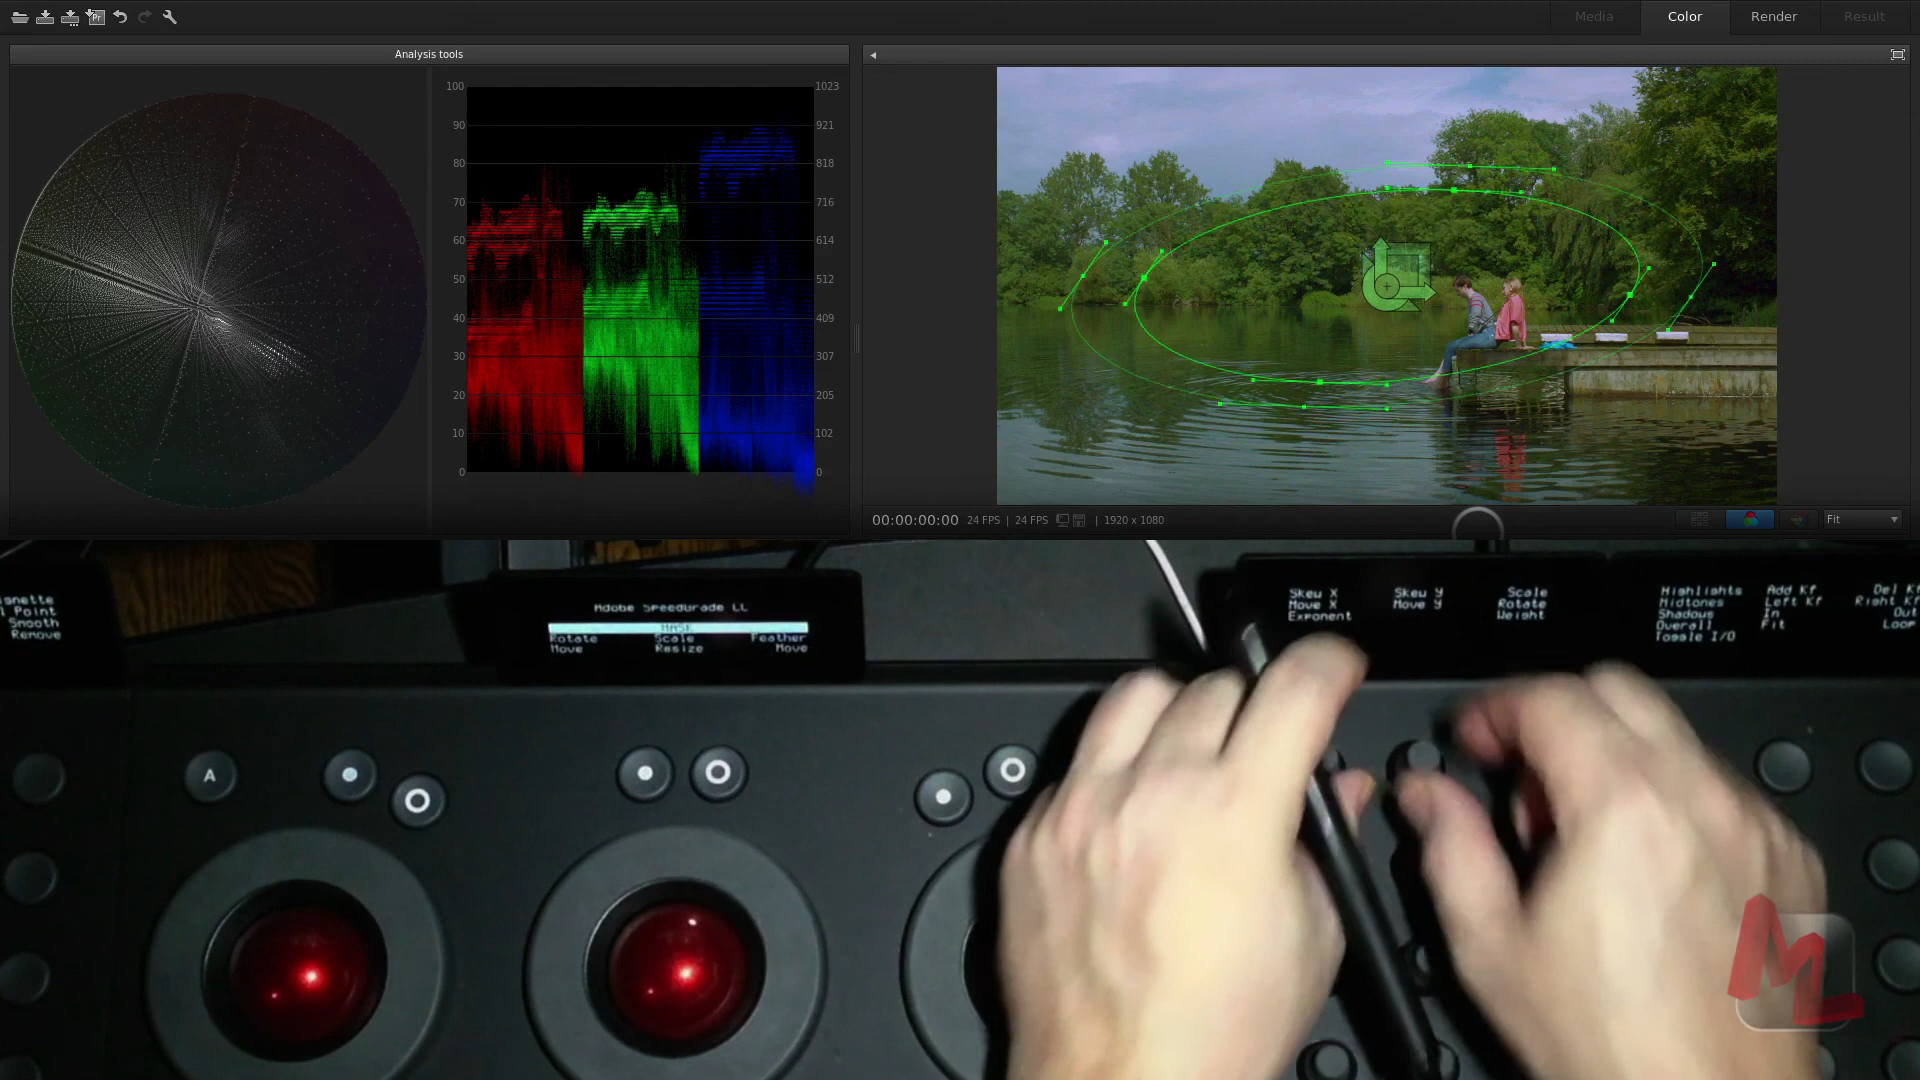 Pr
Media
Color
Render
Result
Analysis tools
100
1023
90
921
80
818
70
716
60
614
50
512
40
409
30
307
20
205
10
102
0
0
00:00:00:00 24 FPS | 24 FPS | 1920 x 1080
Fit
Point
Smooth
Remove
Adobe SpeedGrade CC
MASK
Rotate Scale Feather
Move Resize Move
Skew X Skew Y Scale
Move X Move Y Rotate
Exponent Weight
Highlights Add Kf Del Kf
Midtones Left Kf Right Kf
Shadows In Out
Overall Fit Loop
Toggle I/O
A
ML